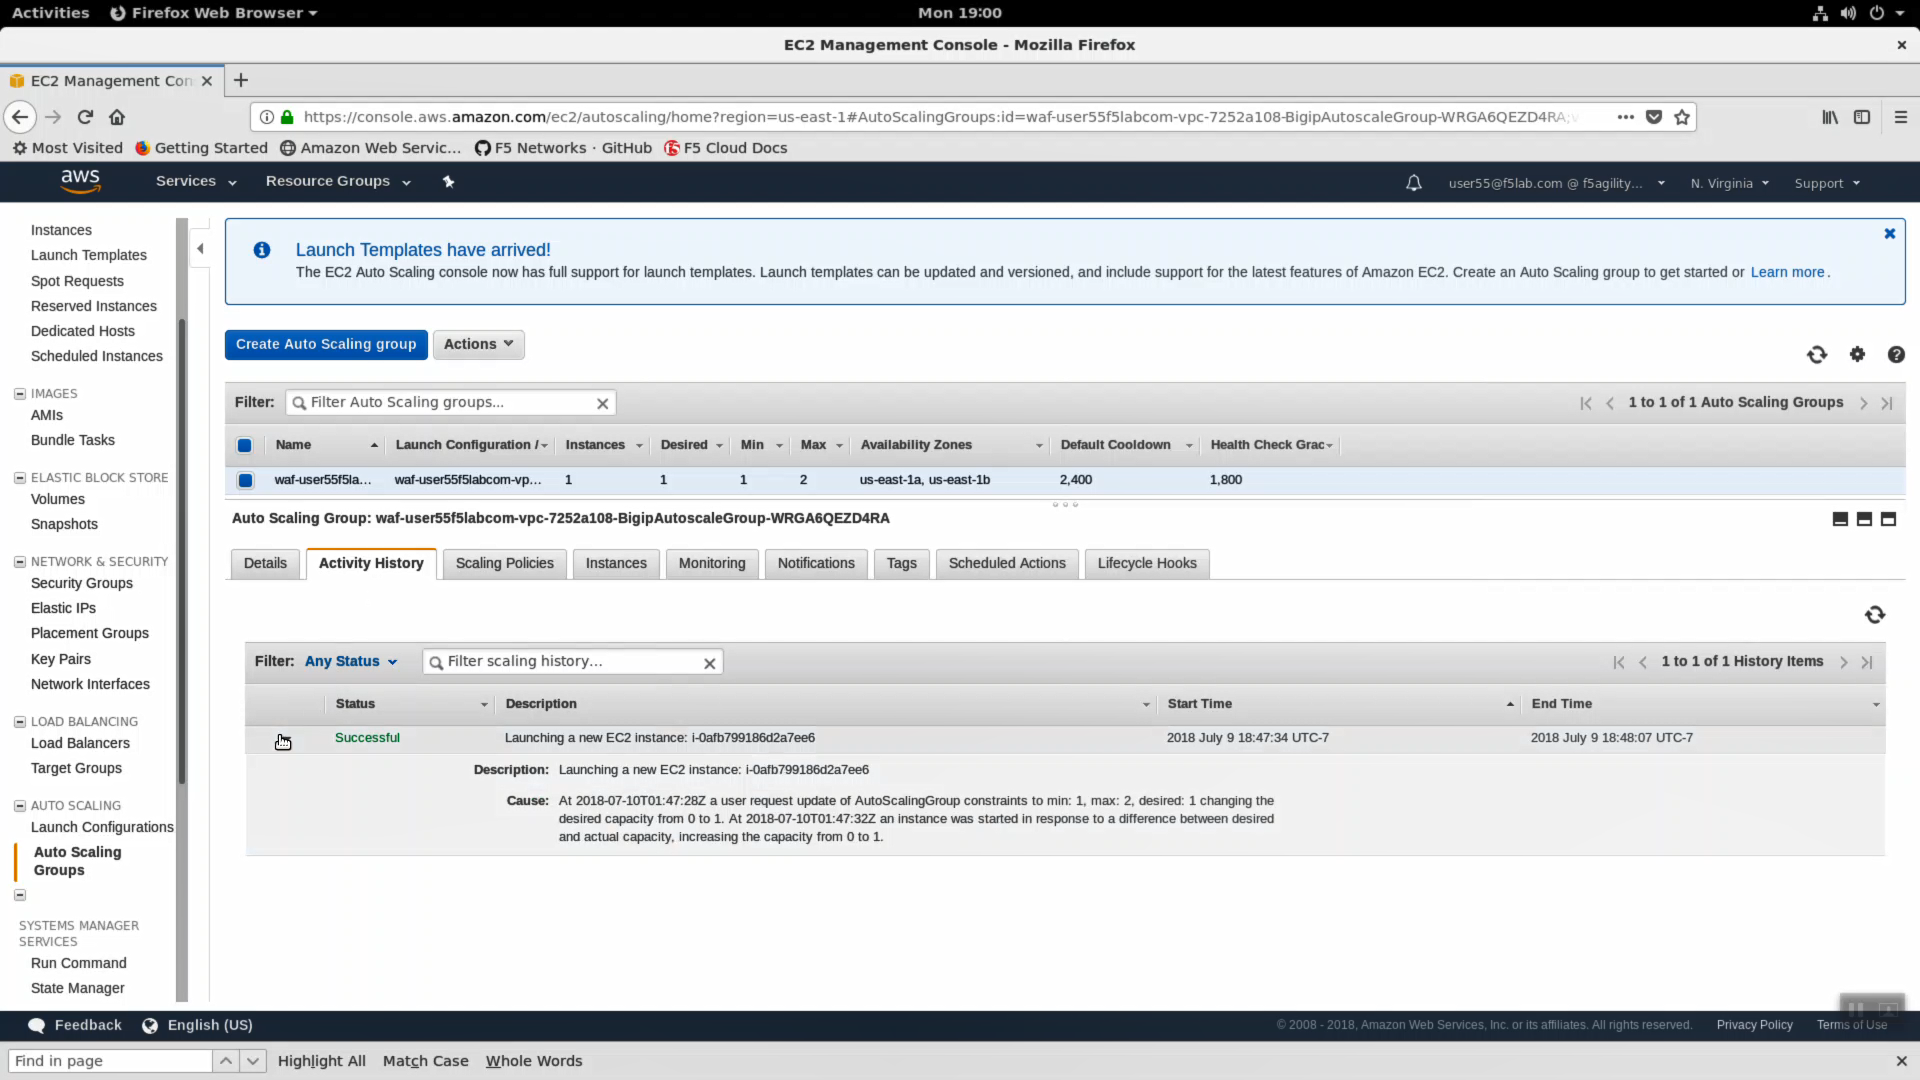 Activities Firefox Web Browser Mon 19:00
EC2 Management Console - Mozilla Firefox
EC2 Management Con
https://console.aws.amazon.com/ec2/autoscaling/home?region=us-east-1#AutoScalingGroups:id=waf-user55f5labcom-vpc-7252a108-BigipAutoscaleGroup-WRGA6QEZD4RA;
Most Visited Getting Started Amazon Web Servic... F5 Networks · GitHub F5 Cloud Docs
aws Services Resource Groups user55@f5lab.com @ f5agility... N. Virginia Support
Instances
Launch Templates
Spot Requests
Reserved Instances
Dedicated Hosts
Scheduled Instances
IMAGES
AMIs
Bundle Tasks
ELASTIC BLOCK STORE
Volumes
Snapshots
NETWORK & SECURITY
Security Groups
Elastic IPs
Placement Groups
Key Pairs
Network Interfaces
LOAD BALANCING
Load Balancers
Target Groups
AUTO SCALING
Launch Configurations
Auto Scaling
Groups
SYSTEMS MANAGER
SERVICES
Run Command
State Manager
Launch Templates have arrived!
The EC2 Auto Scaling console now has full support for launch templates. Launch templates can be updated and versioned, and include support for the latest features of Amazon EC2. Create an Auto Scaling group to get started or Learn more.
Create Auto Scaling group Actions
Filter: Filter Auto Scaling groups... 1 to 1 of 1 Auto Scaling Groups
Name Launch Configuration / Instances Desired Min Max Availability Zones Default Cooldown Health Check Grac
waf-user55f5la... waf-user55f5labcom-vp... 1 1 1 2 us-east-1a, us-east-1b 2,400 1,800
Auto Scaling Group: waf-user55f5labcom-vpc-7252a108-BigipAutoscaleGroup-WRGA6QEZD4RA
Details Activity History Scaling Policies Instances Monitoring Notifications Tags Scheduled Actions Lifecycle Hooks
Filter: Any Status Filter scaling history... 1 to 1 of 1 History Items
Status Description Start Time End Time
Successful Launching a new EC2 instance: i-0afb799186d2a7ee6 2018 July 9 18:47:34 UTC-7 2018 July 9 18:48:07 UTC-7
Description: Launching a new EC2 instance: i-0afb799186d2a7ee6
Cause: At 2018-07-10T01:47:28Z a user request update of AutoScalingGroup constraints to min: 1, max: 2, desired: 1 changing the
desired capacity from 0 to 1. At 2018-07-10T01:47:32Z an instance was started in response to a difference between desired
and actual capacity, increasing the capacity from 0 to 1.
Feedback English (US) © 2008 - 2018, Amazon Web Services, Inc. or its affiliates. All rights reserved. Privacy Policy Terms of Use
Find in page Highlight All Match Case Whole Words